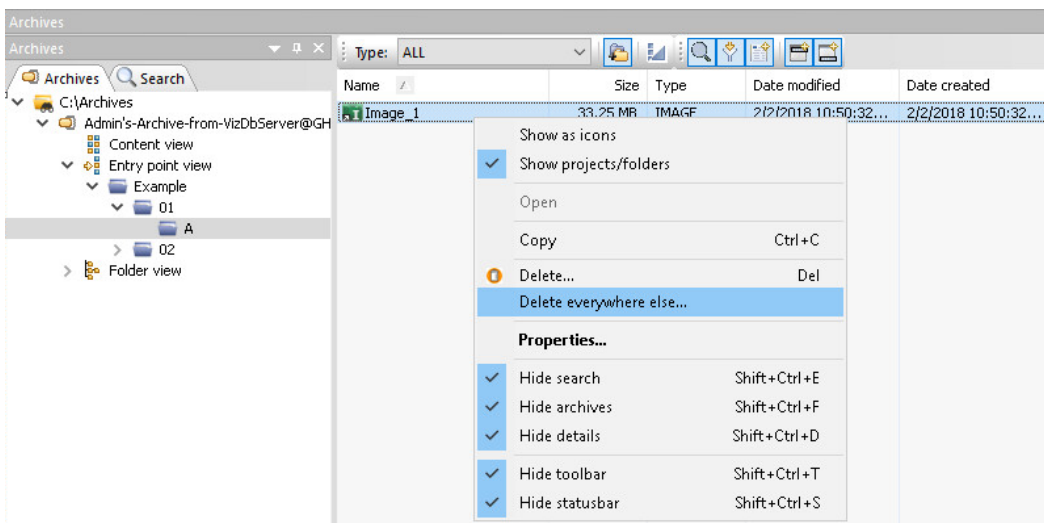 Archives
Archives
Type: ALL
Archives Search
Name Size Type Date modified Date created
C:\Archives
Image_1 33.25 MB IMAGE 2/2/2018 10:50:32... 2/2/2018 10:50:32...
Admin's-Archive-from-VizDbServer@GH
Content view
Entry point view
Example
01
A
02
Folder view
Show as icons
Show projects/folders
Open
Copy Ctrl+C
Delete... Del
Delete everywhere else...
Properties...
Hide search Shift+Ctrl+E
Hide archives Shift+Ctrl+F
Hide details Shift+Ctrl+D
Hide toolbar Shift+Ctrl+T
Hide statusbar Shift+Ctrl+S